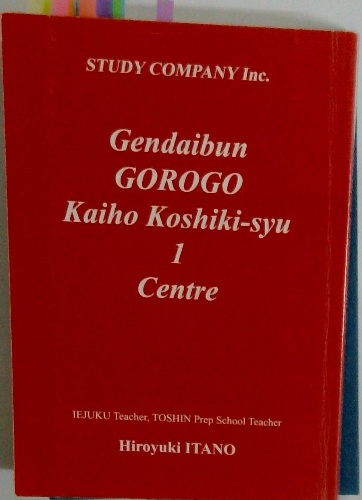 STUDY COMPANY Inc.
Gendaibun
GOROGO
Kaiho Koshiki-syu
1
Centre
IEJUKU Teacher, TOSHIN Prep School Teacher
Hiroyuki ITANO